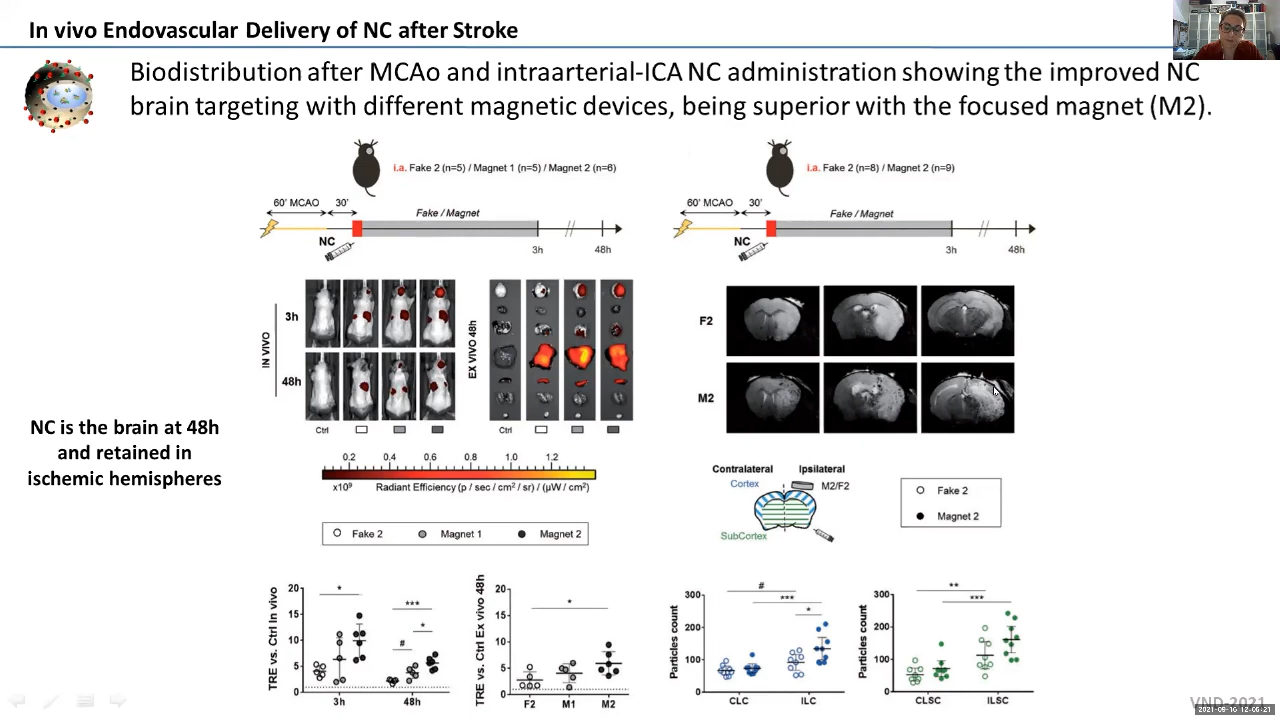 In vivo Endovascular Delivery of NC after Stroke
Biodistribution after MCAo and intraarterial-ICA NC administration showing the improved NC
brain targeting with different magnetic devices, being superior with the focused magnet (M2).
i.a. Fake 2 (n=5) / Magnet 1 (n=5) / Magnet 2 (n=6)
60' MCAO 30'
Fake / Magnet
NC
3h
48h
i.a. Fake 2 (n=8) / Magnet 2 (n=9)
60' MCAO 30'
Fake / Magnet
NC
3h
48h
IN VIVO
3h
48h
Ctrl
EX VIVO 48h
Ctrl
0.2 0.4 0.6 0.8 1.0 1.2
x10⁹ Radiant Efficiency (p / sec / cm² / sr) / (µW / cm²)
Fake 2 Magnet 1 Magnet 2
F2
M2
NC is the brain at 48h
and retained in
ischemic hemispheres
Contralateral Ipsilateral
Cortex M2/F2
SubCortex
Fake 2
Magnet 2
TRE vs. Ctrl In vivo
20
15
10
5
0
*
***
*
#
3h 48h
TRE vs. Ctrl Ex vivo 48h
20
15
10
5
0
*
F2 M1 M2
Particles count
300
200
100
0
#
***
*
CLC ILC
Particles count
300
200
100
0
**
***
CLSC ILSC
VND-2021